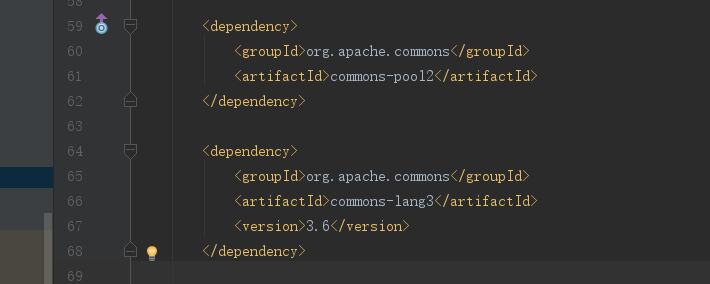 58
59 <dependency>
60 <groupId>org.apache.commons</groupId>
61 <artifactId>commons-pool2</artifactId>
62 </dependency>
63
64 <dependency>
65 <groupId>org.apache.commons</groupId>
66 <artifactId>commons-lang3</artifactId>
67 <version>3.6</version>
68 </dependency>
69